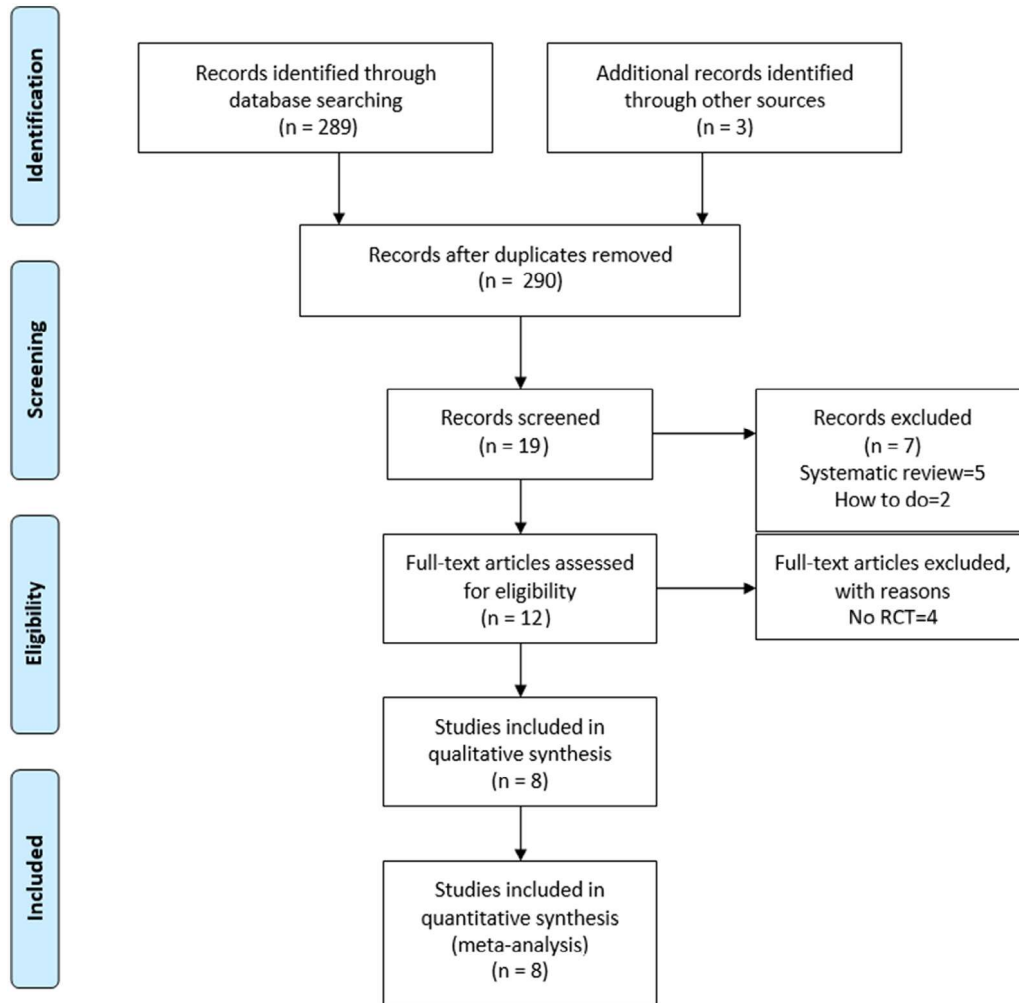 Identification
Records identified through
database searching
(n = 289)
Additional records identified
through other sources
(n = 3)
Records after duplicates removed
(n = 290)
Screening
Records screened
(n = 19)
Records excluded
(n = 7)
Systematic review=5
How to do=2
Eligibility
Full-text articles assessed
for eligibility
(n = 12)
Full-text articles excluded,
with reasons
No RCT=4
Studies included in
qualitative synthesis
(n = 8)
Included
Studies included in
quantitative synthesis
(meta-analysis)
(n = 8)